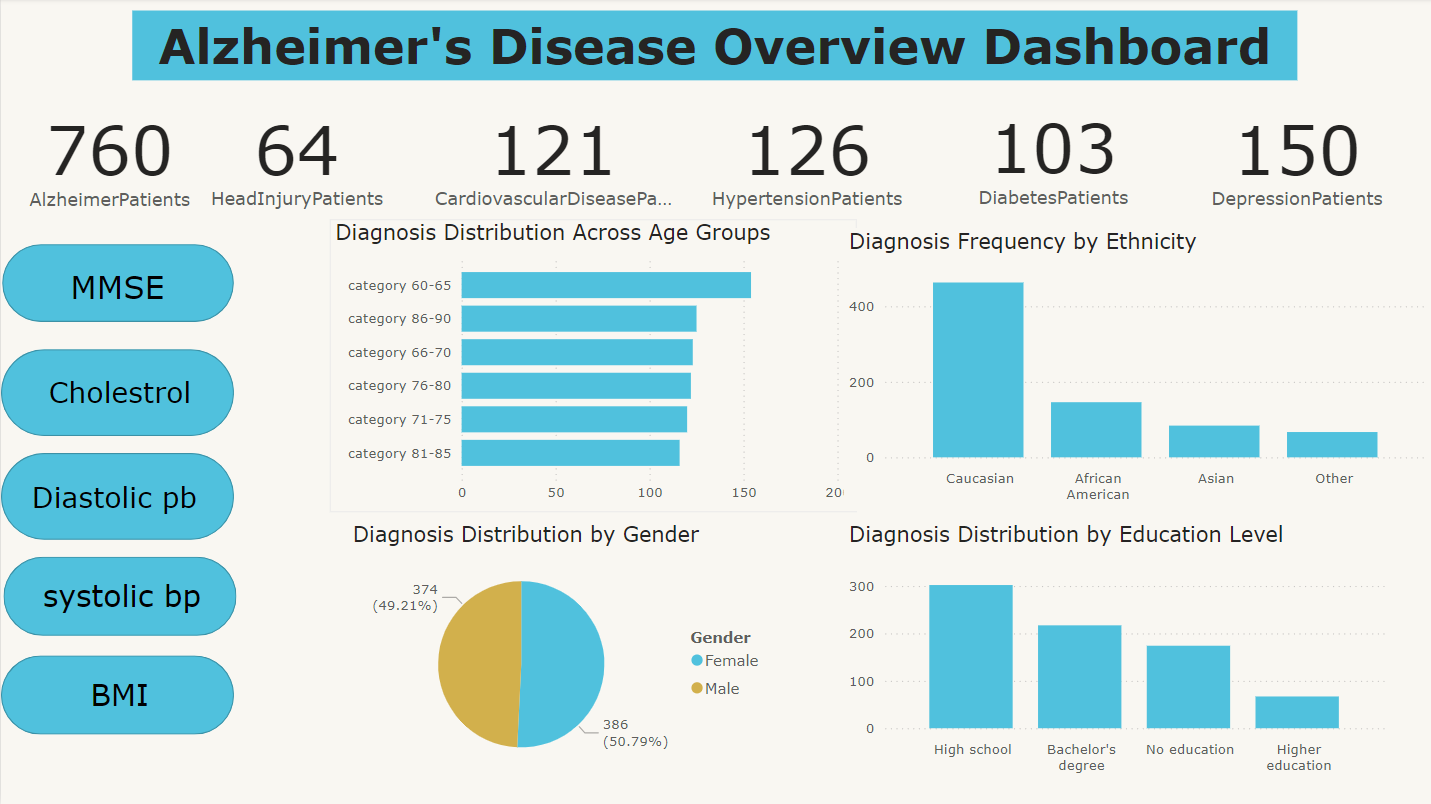 Alzheimer's Disease Overview Dashboard
760
AlzheimerPatients
64
HeadInjuryPatients
121
CardiovascularDiseasePa...
126
HypertensionPatients
103
DiabetesPatients
150
DepressionPatients
MMSE
Cholestrol
Diastolic pb
systolic bp
BMI
Diagnosis Distribution Across Age Groups
category 60-65
category 86-90
category 66-70
category 76-80
category 71-75
category 81-85
0 50 100 150 20
Diagnosis Frequency by Ethnicity
400
200
0
Caucasian
African
American
Asian
Other
Diagnosis Distribution by Gender
374
(49.21%)
386
(50.79%)
Gender
Female
Male
Diagnosis Distribution by Education Level
300
200
100
0
High school
Bachelor's
degree
No education
Higher
education